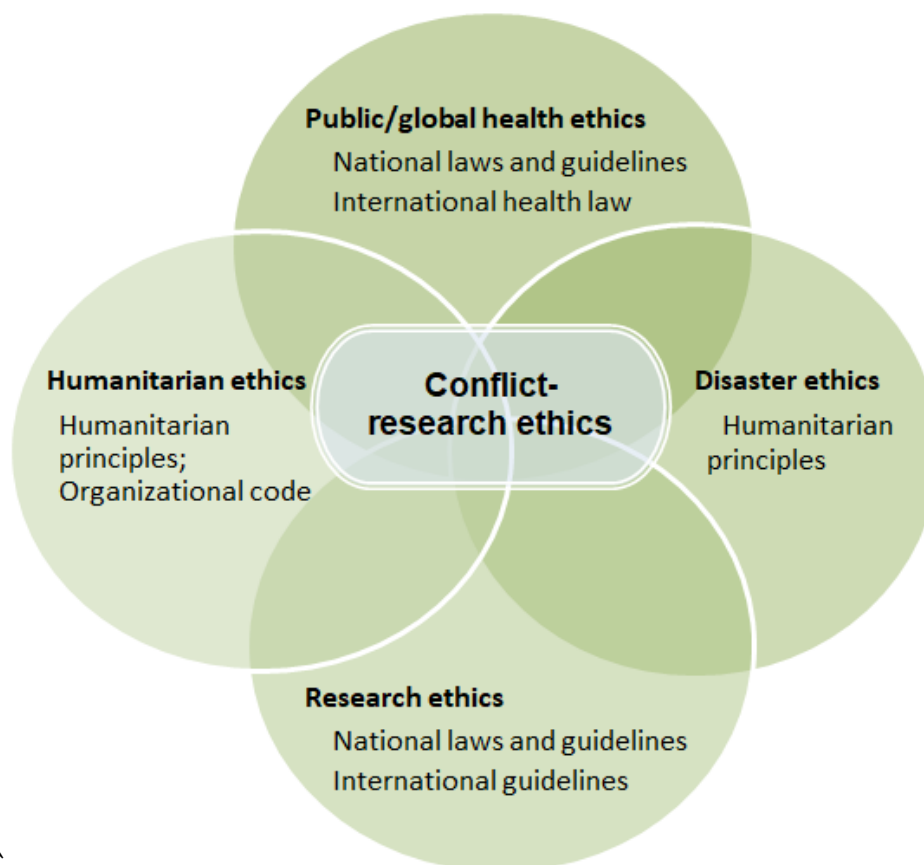 Public/global health ethics
National laws and guidelines
International health law
Humanitarian ethics
Humanitarian
principles;
Organizational code
Conflict-
research ethics
Disaster ethics
Humanitarian
principles
Research ethics
National laws and guidelines
International guidelines